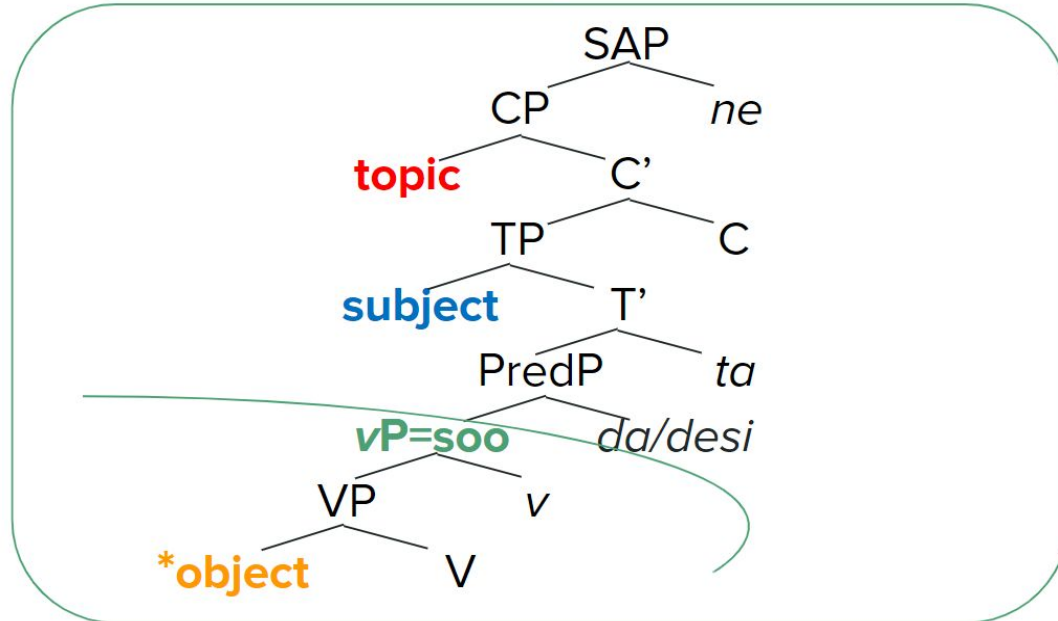 SAP
CP ne
topic C’
TP C
subject T’
PredP ta
vP=soo da/desi
VP v
*object V